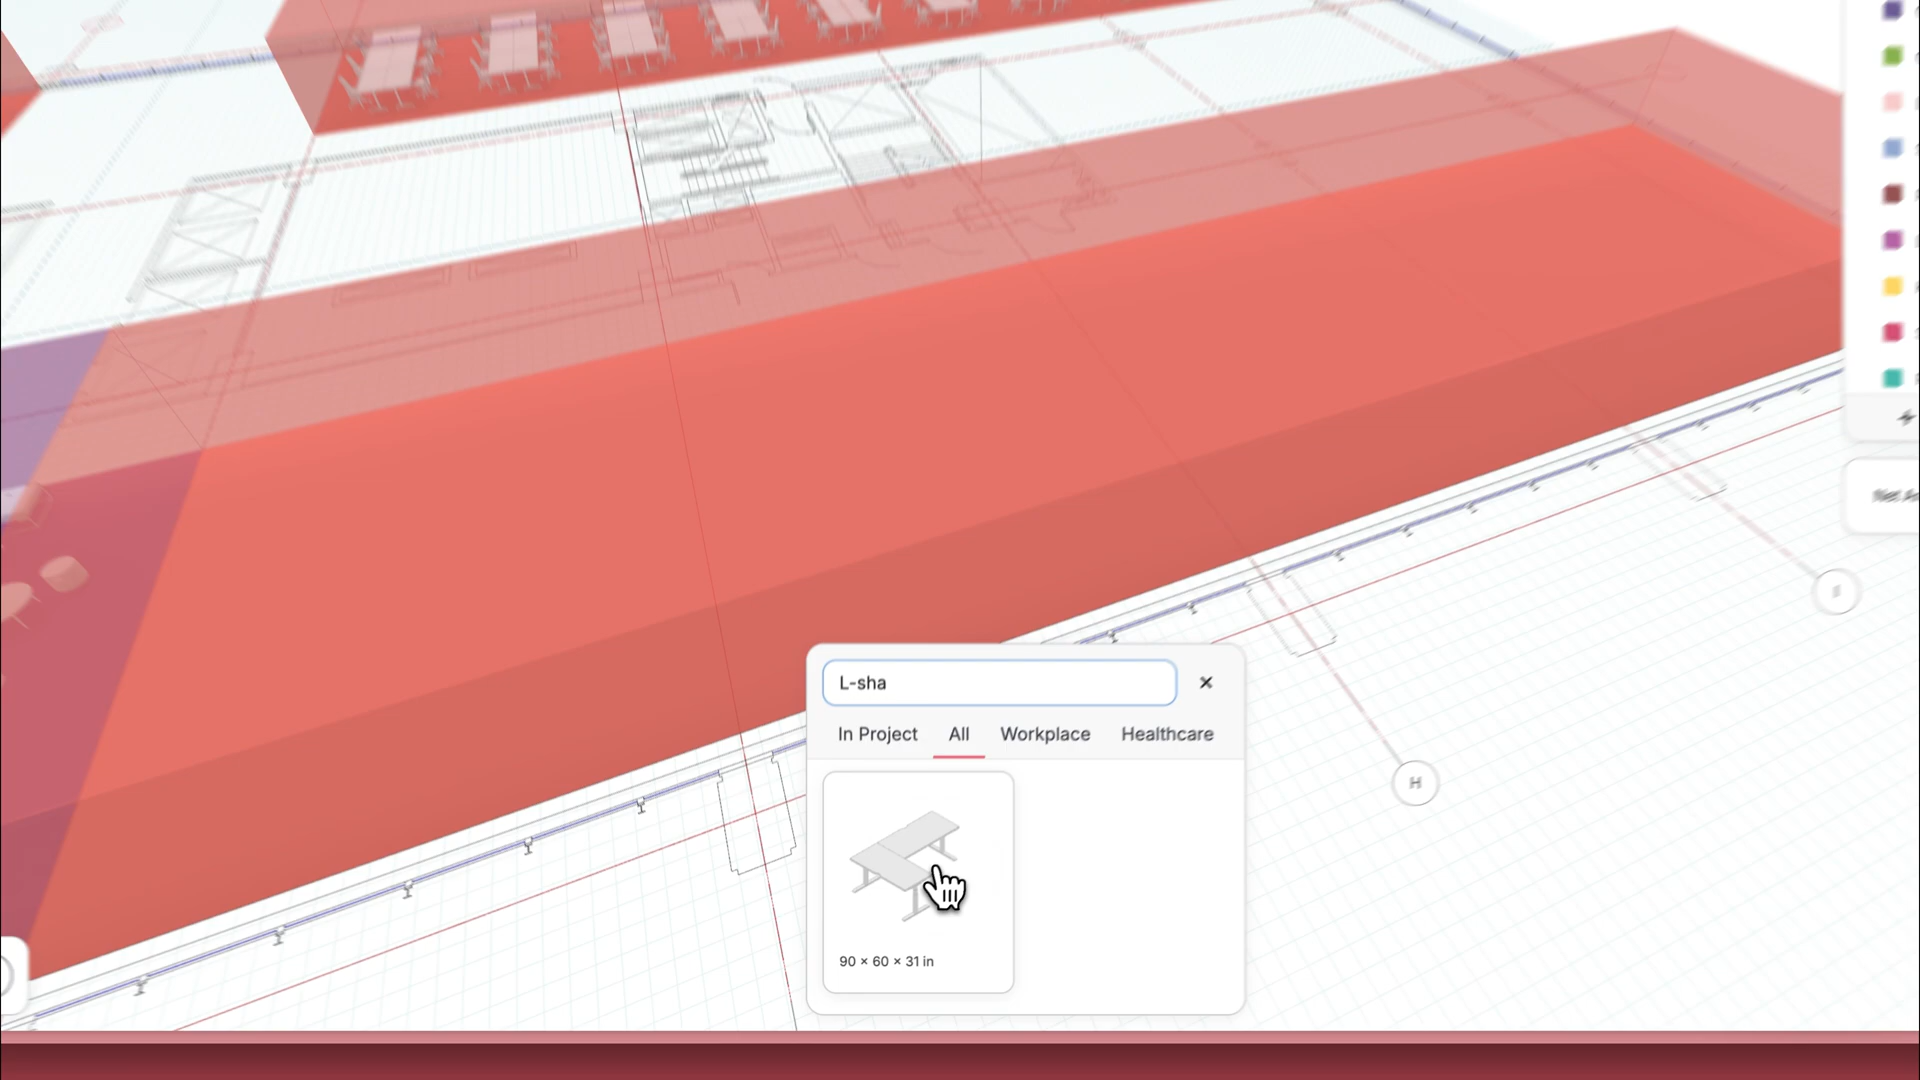 L-sha
In Project All Workplace Healthcare
90 × 60 × 31 in
H